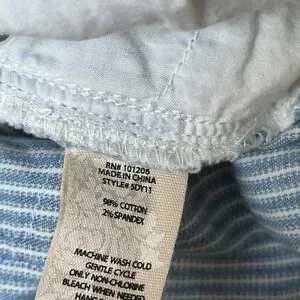 RN# 101206
MADE IN CHINA
STYLE# 5DY11
98% COTTON
2% SPANDEX
MACHINE WASH COLD
GENTLE CYCLE
ONLY NON-CHLORINE
BLEACH WHEN NEEDED